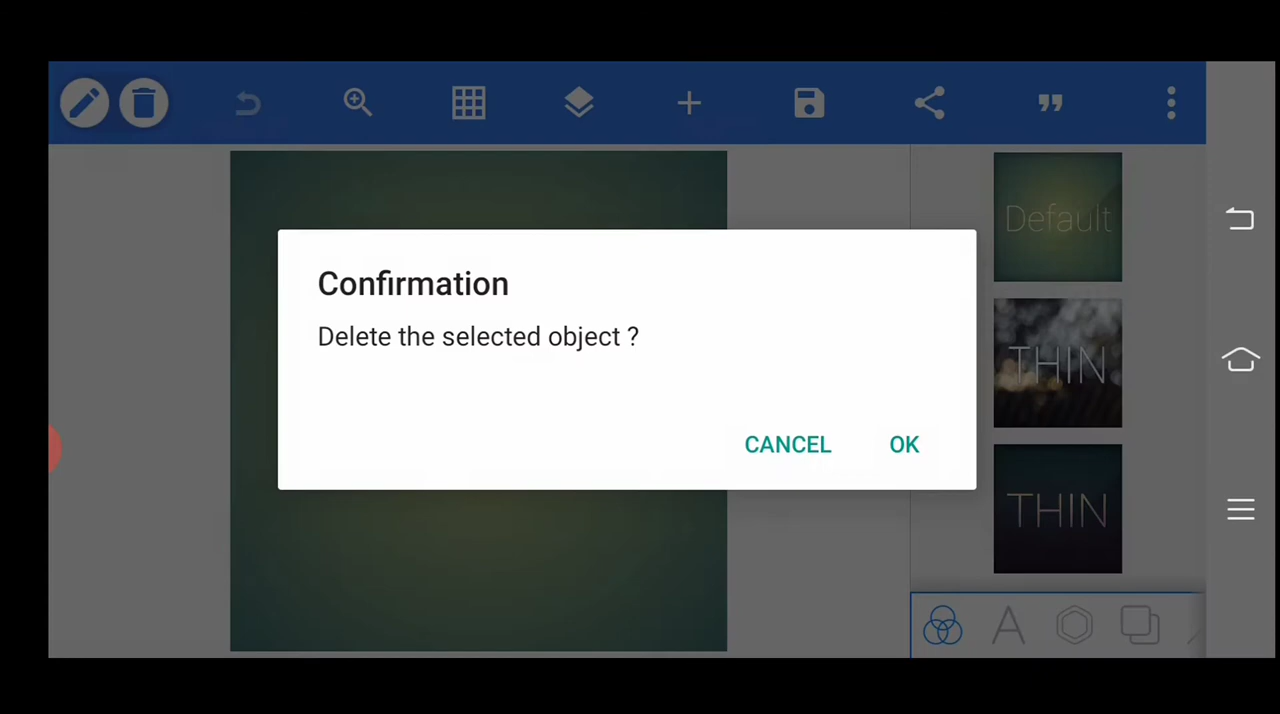 Default
Confirmation
Delete the selected object ?
THIN
CANCEL
OK
THIN